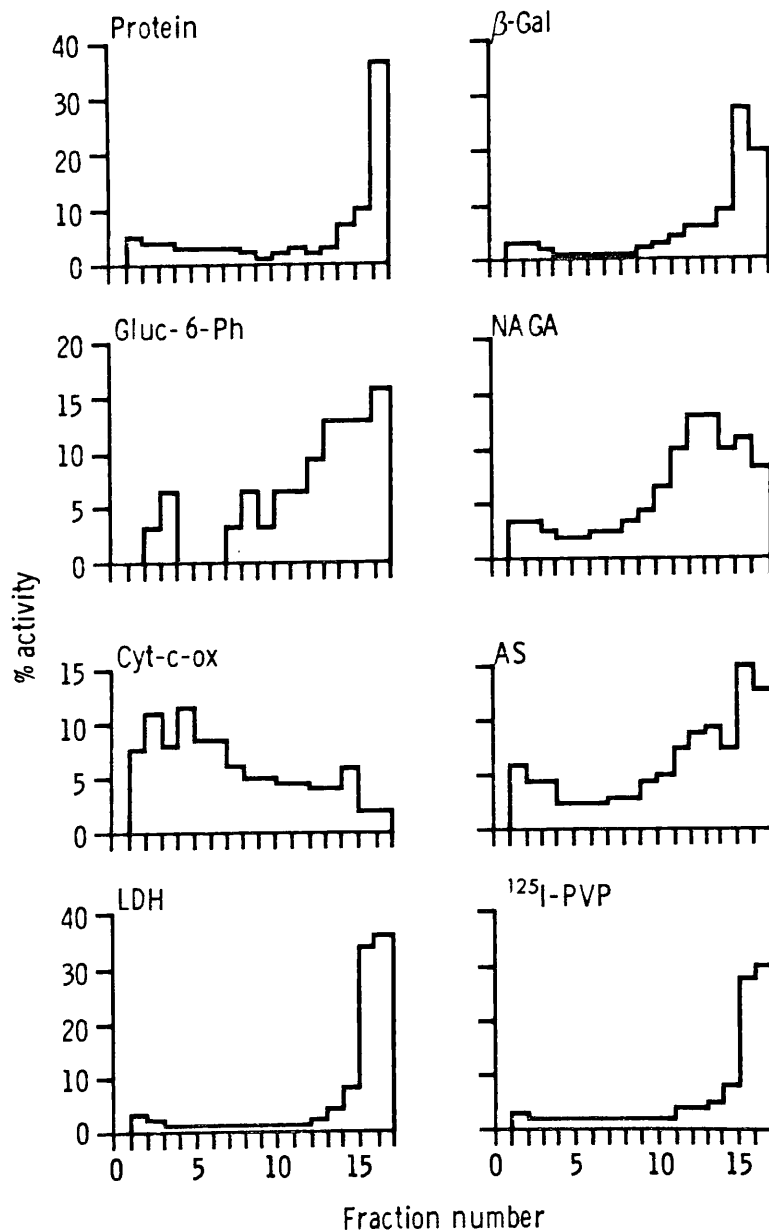 Protein
β-Gal
40
30
20
10
0
Gluc-6-Ph
NAGA
20
15
10
5
0
% activity
Cyt-c-ox
AS
15
10
5
0
LDH
¹²⁵I-PVP
40
30
20
10
0
0 5 10 15
0 5 10 15
Fraction number